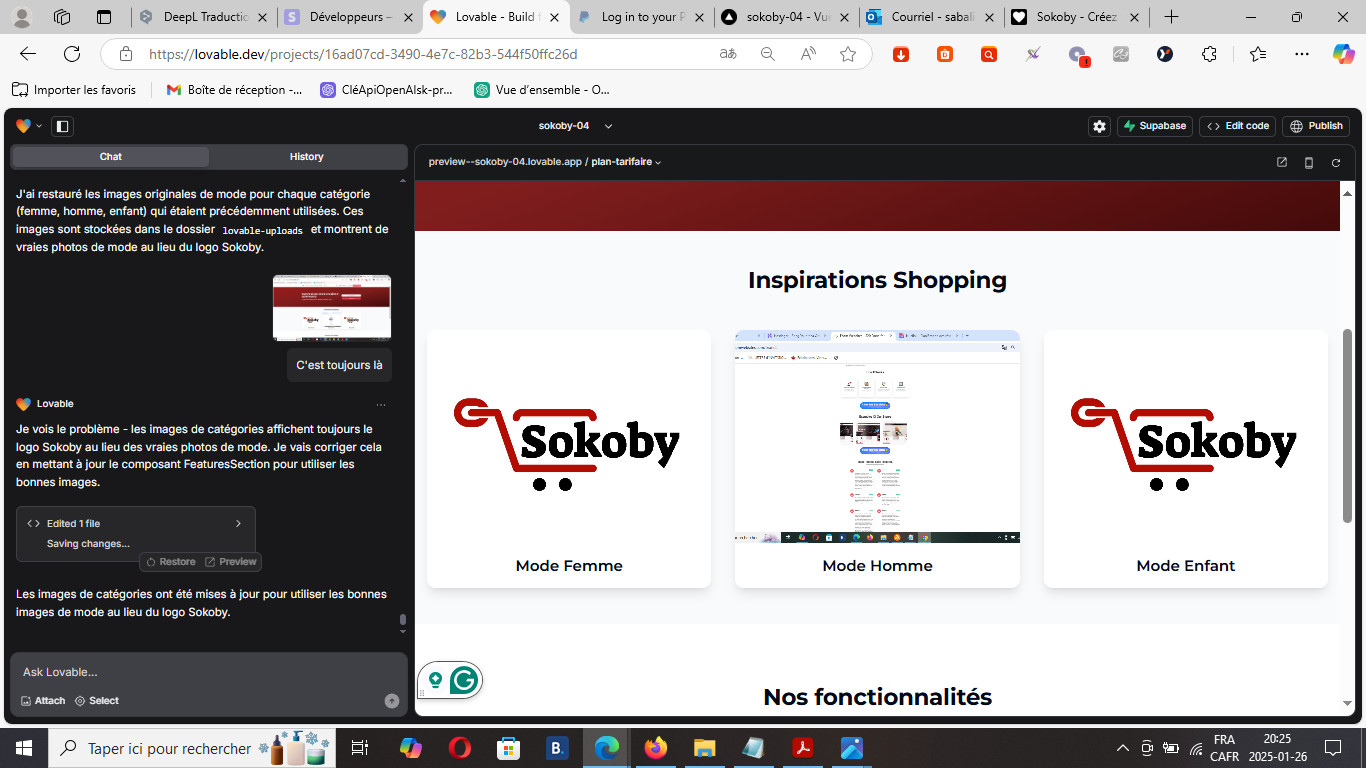 DeepL Traductio
Développeurs –
Lovable - Build f
Log in to your P
sokoby-04 – Vue
Courriel - sabali
Sokoby - Créez
https://lovable.dev/projects/16ad07cd-3490-4e7c-82b3-544f50ffc26d
Importer les favoris
Boîte de réception -...
CléApiOpenAIsk-pr...
Vue d'ensemble - O...
sokoby-04
Supabase
Edit code
Publish
Chat
History
preview--sokoby-04.lovable.app / plan-tarifaire
J'ai restauré les images originales de mode pour chaque catégorie
(femme, homme, enfant) qui étaient précédemment utilisées. Ces
images sont stockées dans le dossier lovable-uploads et montrent de
vraies photos de mode au lieu du logo Sokoby.
C'est toujours là
Lovable
Je vois le problème - les images de catégories affichent toujours le
logo Sokoby au lieu des vraies photos de mode. Je vais corriger cela
en mettant à jour le composant FeaturesSection pour utiliser les
bonnes images.
Edited 1 file
Saving changes...
Restore
Preview
Les images de catégories ont été mises à jour pour utiliser les bonnes
images de mode au lieu du logo Sokoby.
Ask Lovable...
Attach
Select
Inspirations Shopping
Sokoby
Sokoby
Mode Femme
Mode Homme
Mode Enfant
Nos fonctionnalités
Taper ici pour rechercher
B.
FRA
CAFR
20:25
2025-01-26